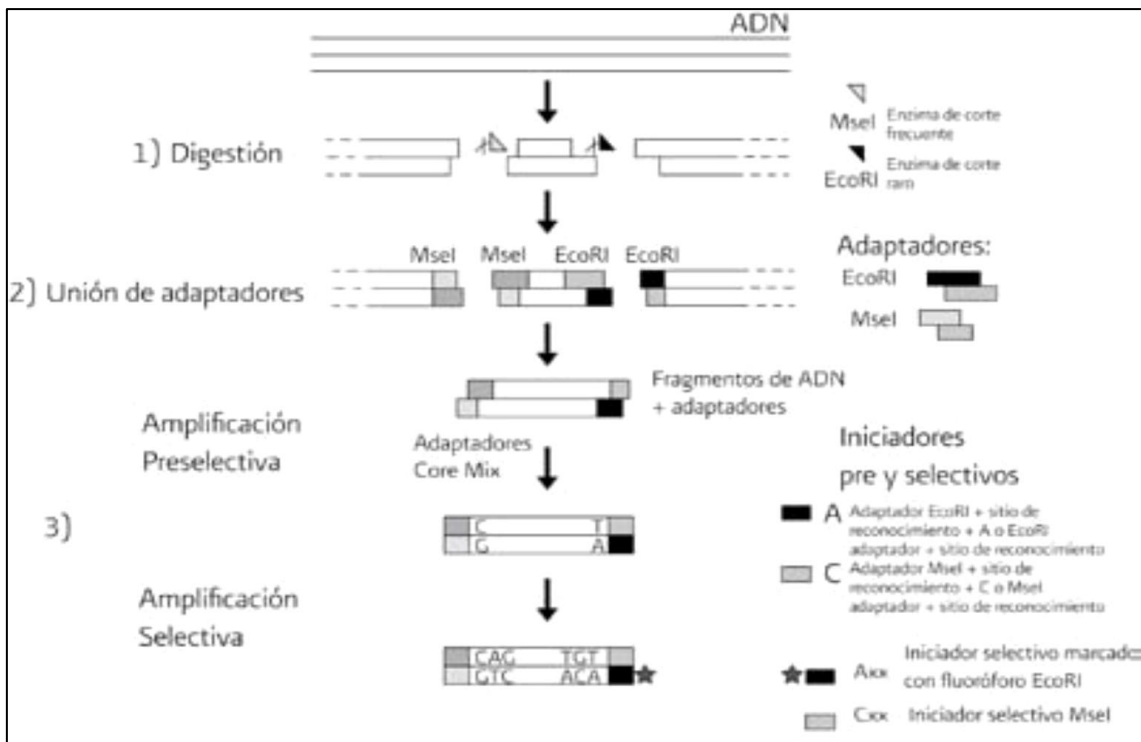 ADN
1) Digestión
MseI
Enzima de corte
frecuente
EcoRI
Enzima de corte
raro
MseI MseI EcoRI EcoRI
2) Unión de adaptadores
Adaptadores:
EcoRI
MseI
Fragmentos de ADN
+ adaptadores
Amplificación
Preselectiva
Adaptadores
Core Mix
3)
C T
G A
Iniciadores
pre y selectivos
A Adaptador EcoRI + sitio de
reconocimiento + A o EcoRI
adaptador + sitio de reconocimiento
C Adaptador MseI + sitio de
reconocimiento + C o MseI
adaptador + sitio de reconocimiento
Amplificación
Selectiva
CAG TGT
GTC ACA
Axx Iniciador selectivo marcado
con fluoróforo EcoRI
Cxx Iniciador selectivo MseI